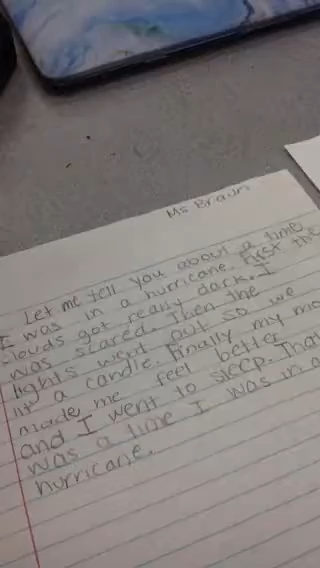 Ms Braun
Let me tell you about a time
I was in a hurricane. First the
clouds got really dark. I
was scared. Then the
lights went out so we
lit a candle. Finally my mom
made me feel better
and I went to sleep. That
was a time I was in a
hurricane.